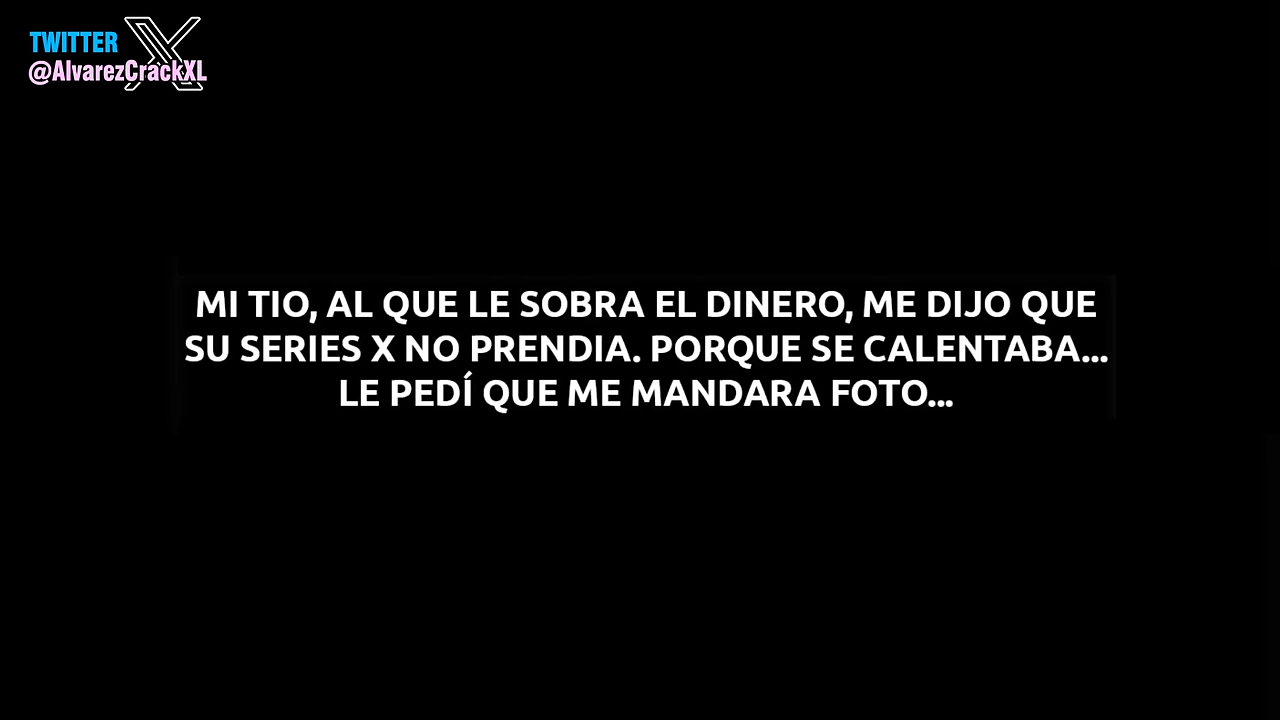 TWITTER
@AlvarezCrackXL
MI TIO, AL QUE LE SOBRA EL DINERO, ME DIJO QUE
SU SERIES X NO PRENDIA. PORQUE SE CALENTABA...
LE PEDÍ QUE ME MANDARA FOTO...